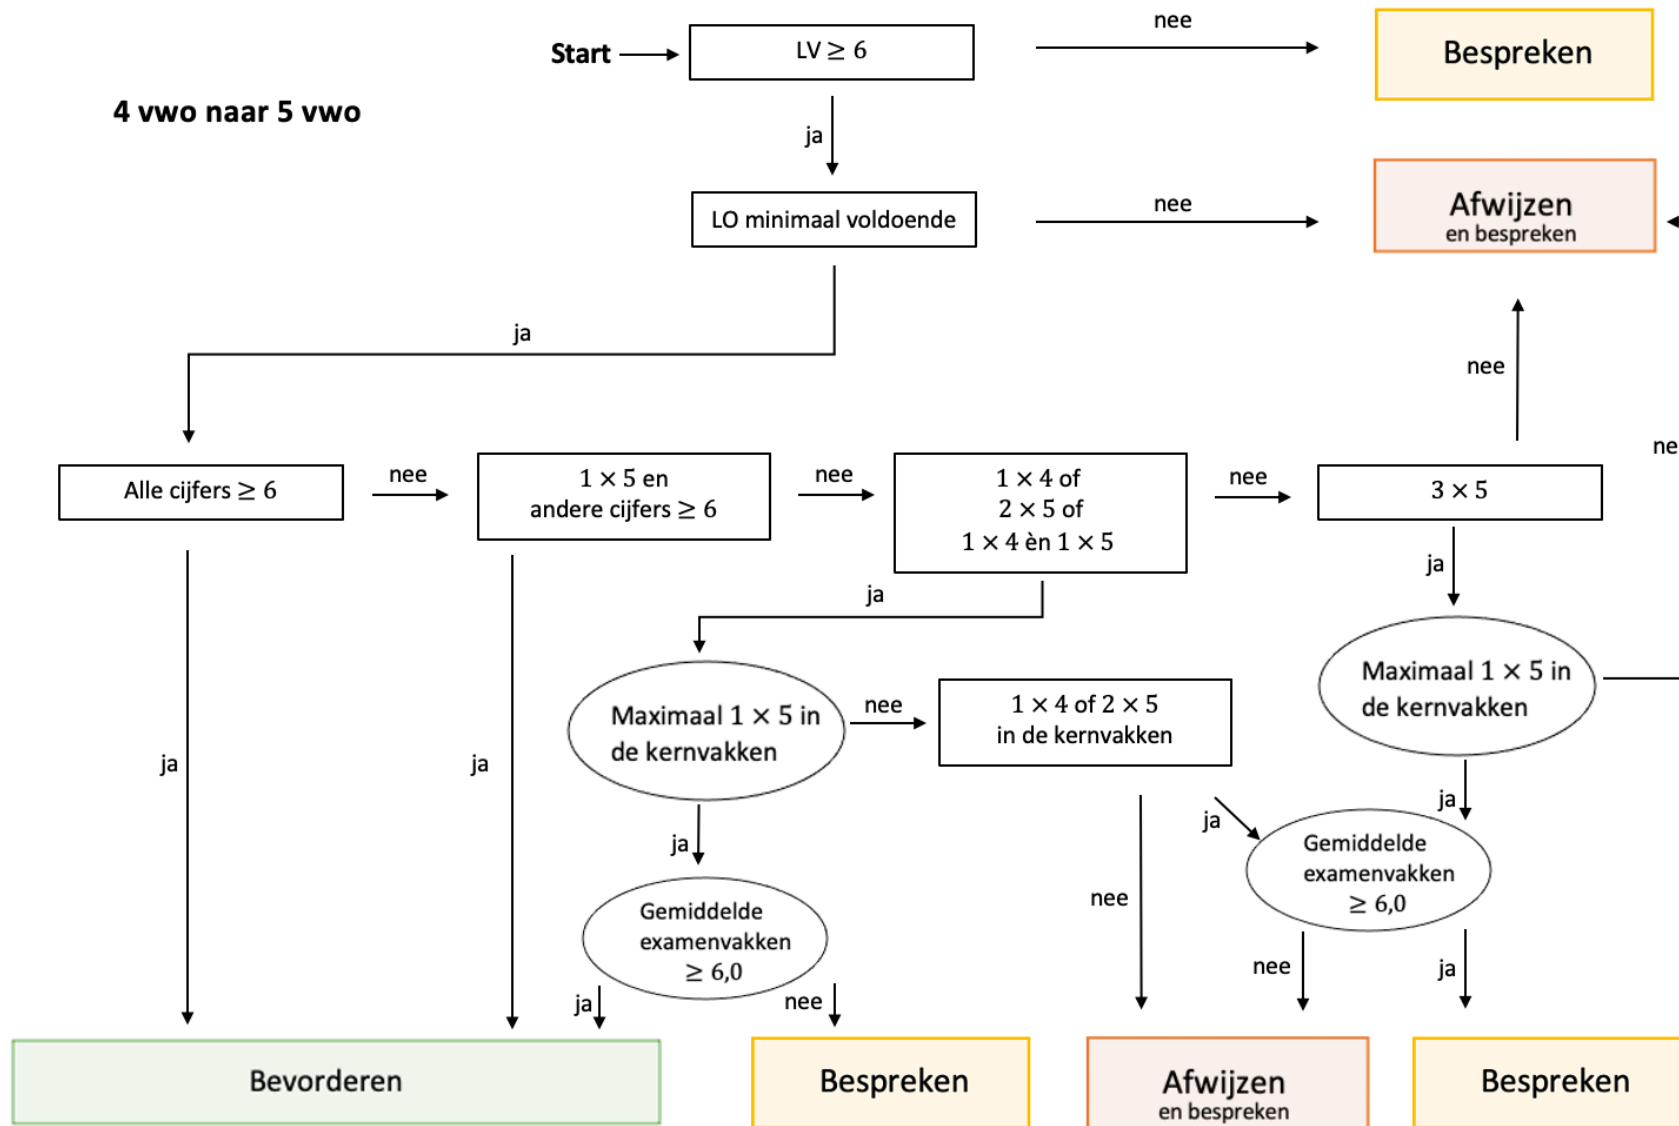 nee
Start
LV ≥ 6
Bespreken
4 vwo naar 5 vwo
ja
LO minimaal voldoende
nee
Afwijzen
en bespreken
ja
nee
ne
Alle cijfers ≥ 6
nee
1 × 5 en
andere cijfers ≥ 6
nee
1 × 4 of
2 × 5 of
1 × 4 èn 1 × 5
nee
3 × 5
ja
ja
Maximaal 1 × 5 in
de kernvakken
nee
1 × 4 of 2 × 5
in de kernvakken
Maximaal 1 × 5 in
de kernvakken
ja
ja
ja
ja
ja
Gemiddelde
examenvakken
≥ 6,0
nee
Gemiddelde
examenvakken
≥ 6,0
ja
nee
nee
ja
Bevorderen
Bespreken
Afwijzen
en bespreken
Bespreken